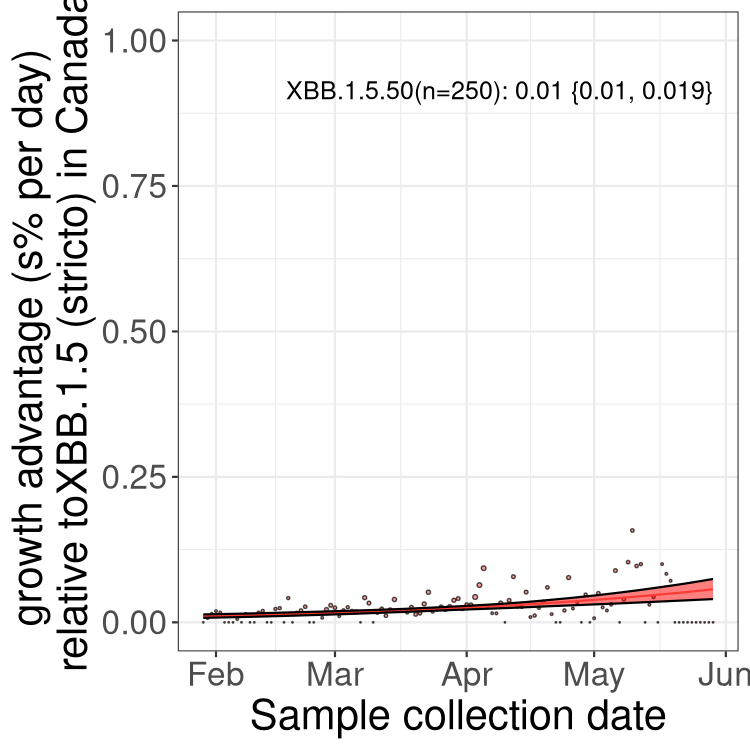 growth advantage (s% per day)
relative toXBB.1.5 (stricto) in Canada
1.00
XBB.1.5.50(n=250): 0.01 {0.01, 0.019}
0.75
0.50
0.25
0.00
Feb Mar Apr May Jun
Sample collection date